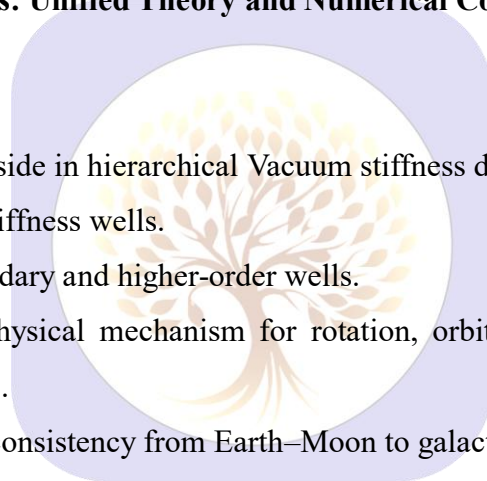 : Unified Theory and Numerical Co
side in hierarchical Vacuum stiffness d
iffness wells.
dary and higher-order wells.
hysical mechanism for rotation, orbit
.
onsistency from Earth–Moon to galact